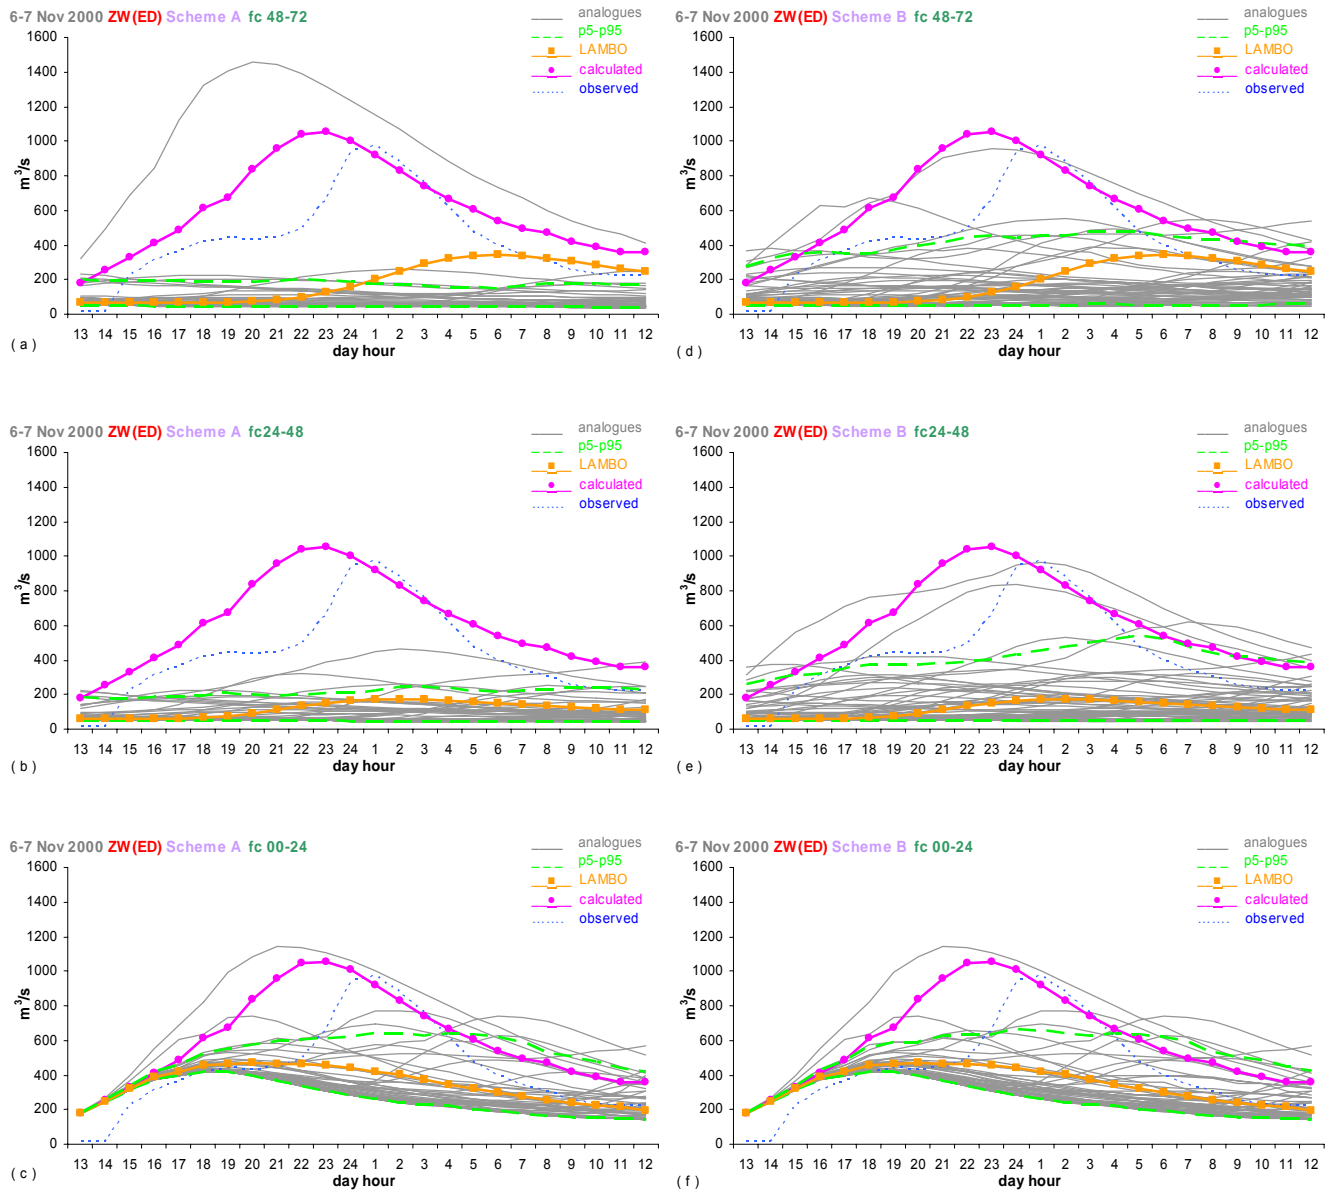 6-7 Nov 2000 ZW(ED) Scheme A fc 48-72
analogues
p5-p95
LAMBO
calculated
observed
1600
1400
1200
1000
800
600
400
200
0
m³/s
13 14 15 16 17 18 19 20 21 22 23 24 1 2 3 4 5 6 7 8 9 10 11 12
day hour
( a )
6-7 Nov 2000 ZW(ED) Scheme B fc 48-72
analogues
p5-p95
LAMBO
calculated
observed
1600
1400
1200
1000
800
600
400
200
0
m³/s
13 14 15 16 17 18 19 20 21 22 23 24 1 2 3 4 5 6 7 8 9 10 11 12
day hour
( d )
6-7 Nov 2000 ZW(ED) Scheme A fc24-48
analogues
p5-p95
LAMBO
calculated
observed
1600
1400
1200
1000
800
600
400
200
0
m³/s
13 14 15 16 17 18 19 20 21 22 23 24 1 2 3 4 5 6 7 8 9 10 11 12
day hour
( b )
6-7 Nov 2000 ZW(ED) Scheme B fc24-48
analogues
p5-p95
LAMBO
calculated
observed
1600
1400
1200
1000
800
600
400
200
0
m³/s
13 14 15 16 17 18 19 20 21 22 23 24 1 2 3 4 5 6 7 8 9 10 11 12
day hour
( e )
6-7 Nov 2000 ZW(ED) Scheme A fc 00-24
analogues
p5-p95
LAMBO
calculated
observed
1600
1400
1200
1000
800
600
400
200
0
m³/s
13 14 15 16 17 18 19 20 21 22 23 24 1 2 3 4 5 6 7 8 9 10 11 12
day hour
( c )
6-7 Nov 2000 ZW(ED) Scheme B fc 00-24
analogues
p5-p95
LAMBO
calculated
observed
1600
1400
1200
1000
800
600
400
200
0
m³/s
13 14 15 16 17 18 19 20 21 22 23 24 1 2 3 4 5 6 7 8 9 10 11 12
day hour
( f )